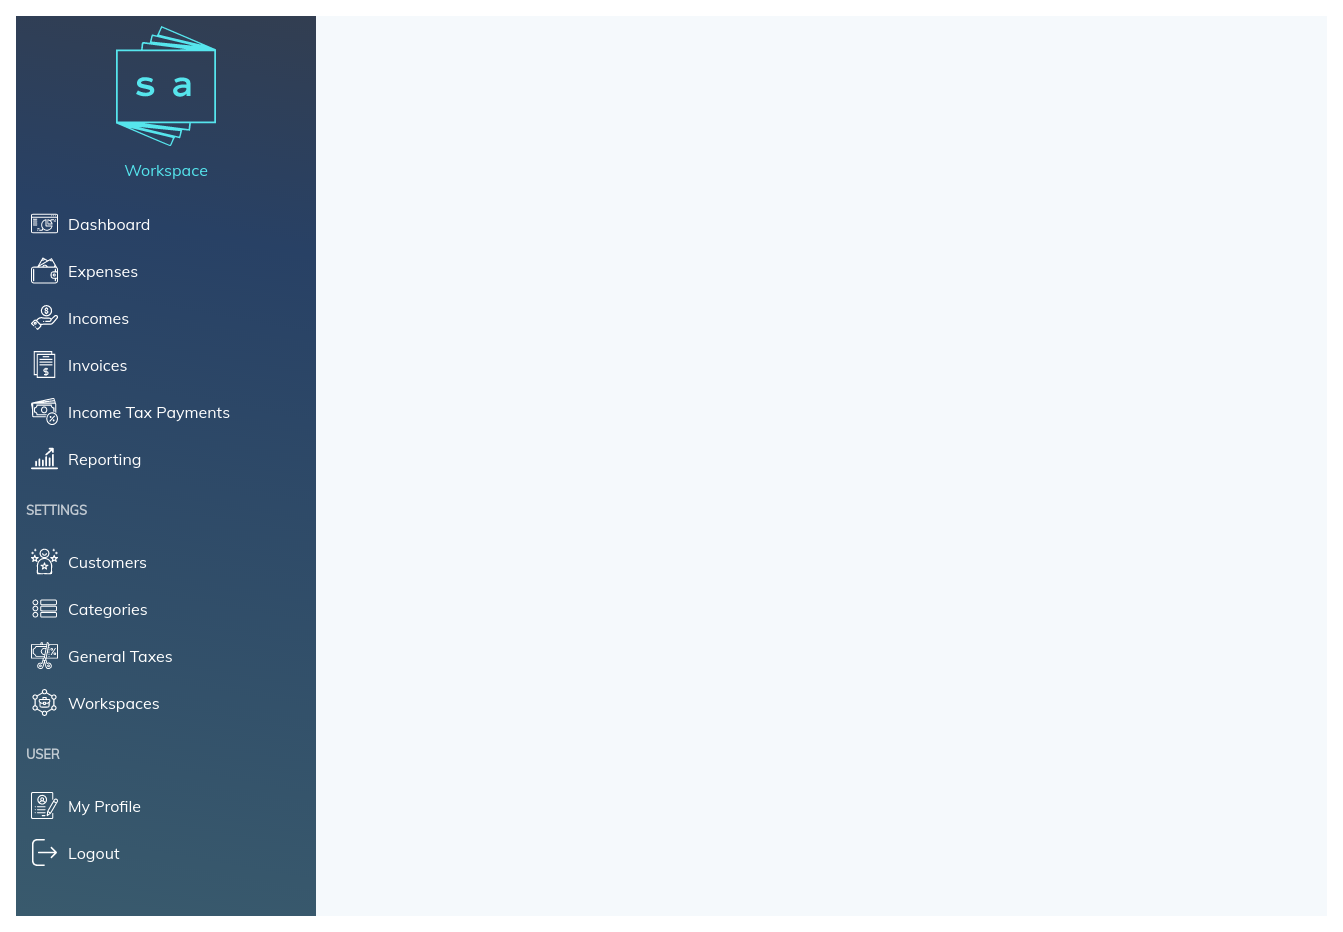 s a
Workspace
Dashboard
Expenses
Incomes
Invoices
Income Tax Payments
Reporting
SETTINGS
Customers
Categories
General Taxes
Workspaces
USER
My Profile
Logout